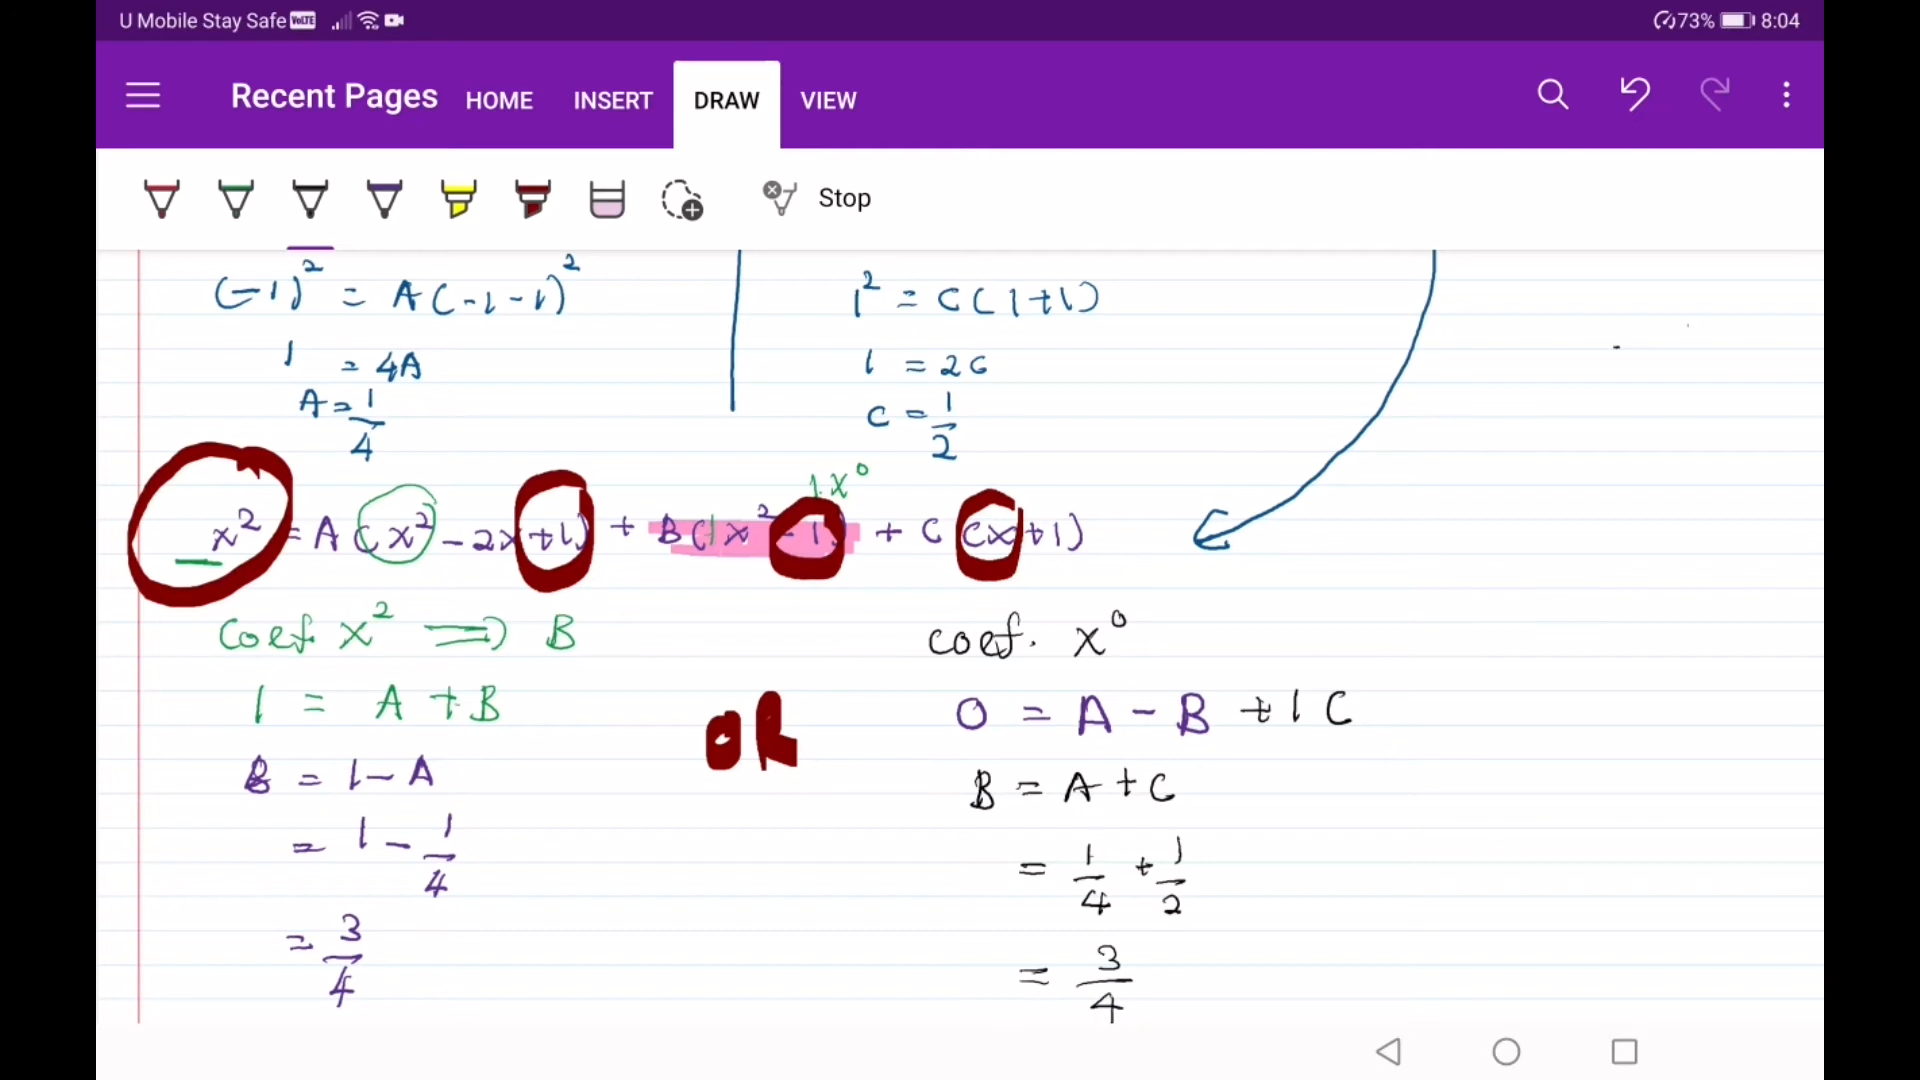 U Mobile Stay Safe VoLTE 73% 8:04
Recent Pages HOME INSERT DRAW VIEW
Stop
(-1)² = A(-1-1)²
1 = 4A
A = 1/4
1² = C(1+1)
1 = 2C
C = 1/2
1x⁰
x² = A(x² - 2x + 1) + B(1x² - 1) + C(x+1)
coef x² ⟹ B
1 = A + B
B = 1 - A
= 1 - 1/4
= 3/4
OR
coef. x⁰
0 = A - B + 1C
B = A + C
= 1/4 + 1/2
= 3/4